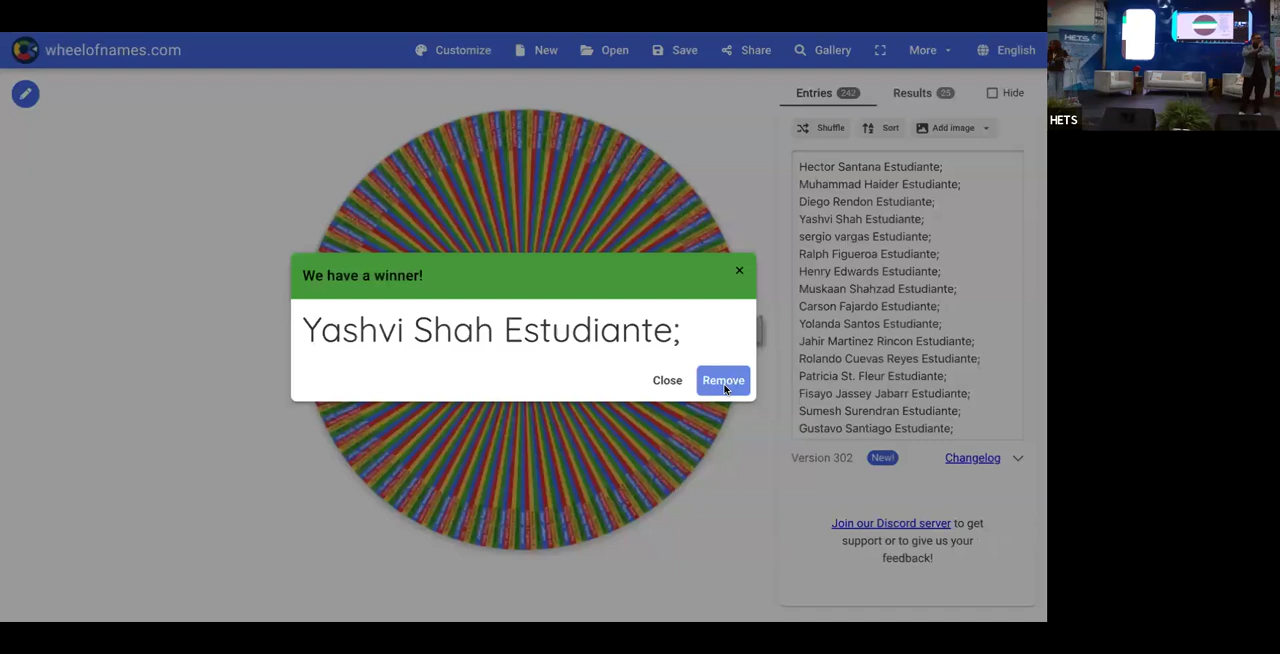 wheelofnames.com
Customize
New
Open
Save
Share
Gallery
More
English
Entries 242
Results 25
Hide
Shuffle
Sort
Add image
Hector Santana Estudiante;
Muhammad Haider Estudiante;
Diego Rendon Estudiante;
Yashvi Shah Estudiante;
sergio vargas Estudiante;
Ralph Figueroa Estudiante;
Henry Edwards Estudiante;
Muskaan Shahzad Estudiante;
Carson Fajardo Estudiante;
Yolanda Santos Estudiante;
Jahir Martinez Rincon Estudiante;
Rolando Cuevas Reyes Estudiante;
Patricia St. Fleur Estudiante;
Fisayo Jassey Jabarr Estudiante;
Sumesh Surendran Estudiante;
Gustavo Santiago Estudiante;
We have a winner!
Yashvi Shah Estudiante;
Close
Remove
Version 302
New!
Changelog
Join our Discord server to get
support or to give us your
feedback!
HETS
HETS